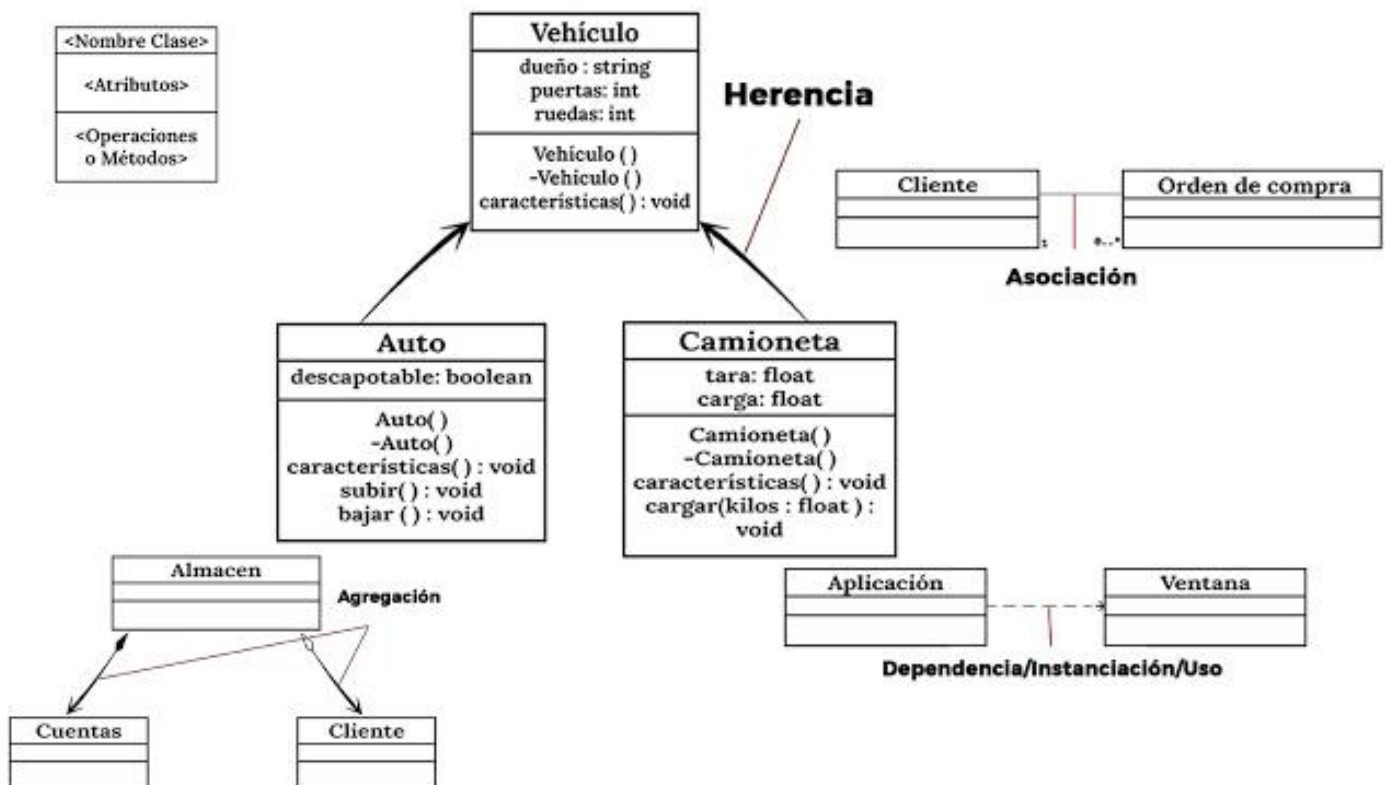 <Nombre Clase>
<Atributos>
<Operaciones
o Métodos>
Vehículo
dueño : string
puertas: int
ruedas: int
Vehículo ( )
-Vehiculo ( )
características( ) : void
Herencia
Cliente
Orden de compra
1
0..*
Asociación
Auto
descapotable: boolean
Auto( )
-Auto( )
características( ) : void
subir( ) : void
bajar ( ) : void
Camioneta
tara: float
carga: float
Camioneta( )
-Camioneta( )
características( ) : void
cargar(kilos : float ) :
void
Almacen
Agregación
Cuentas
Cliente
Aplicación
Ventana
Dependencia/Instanciación/Uso